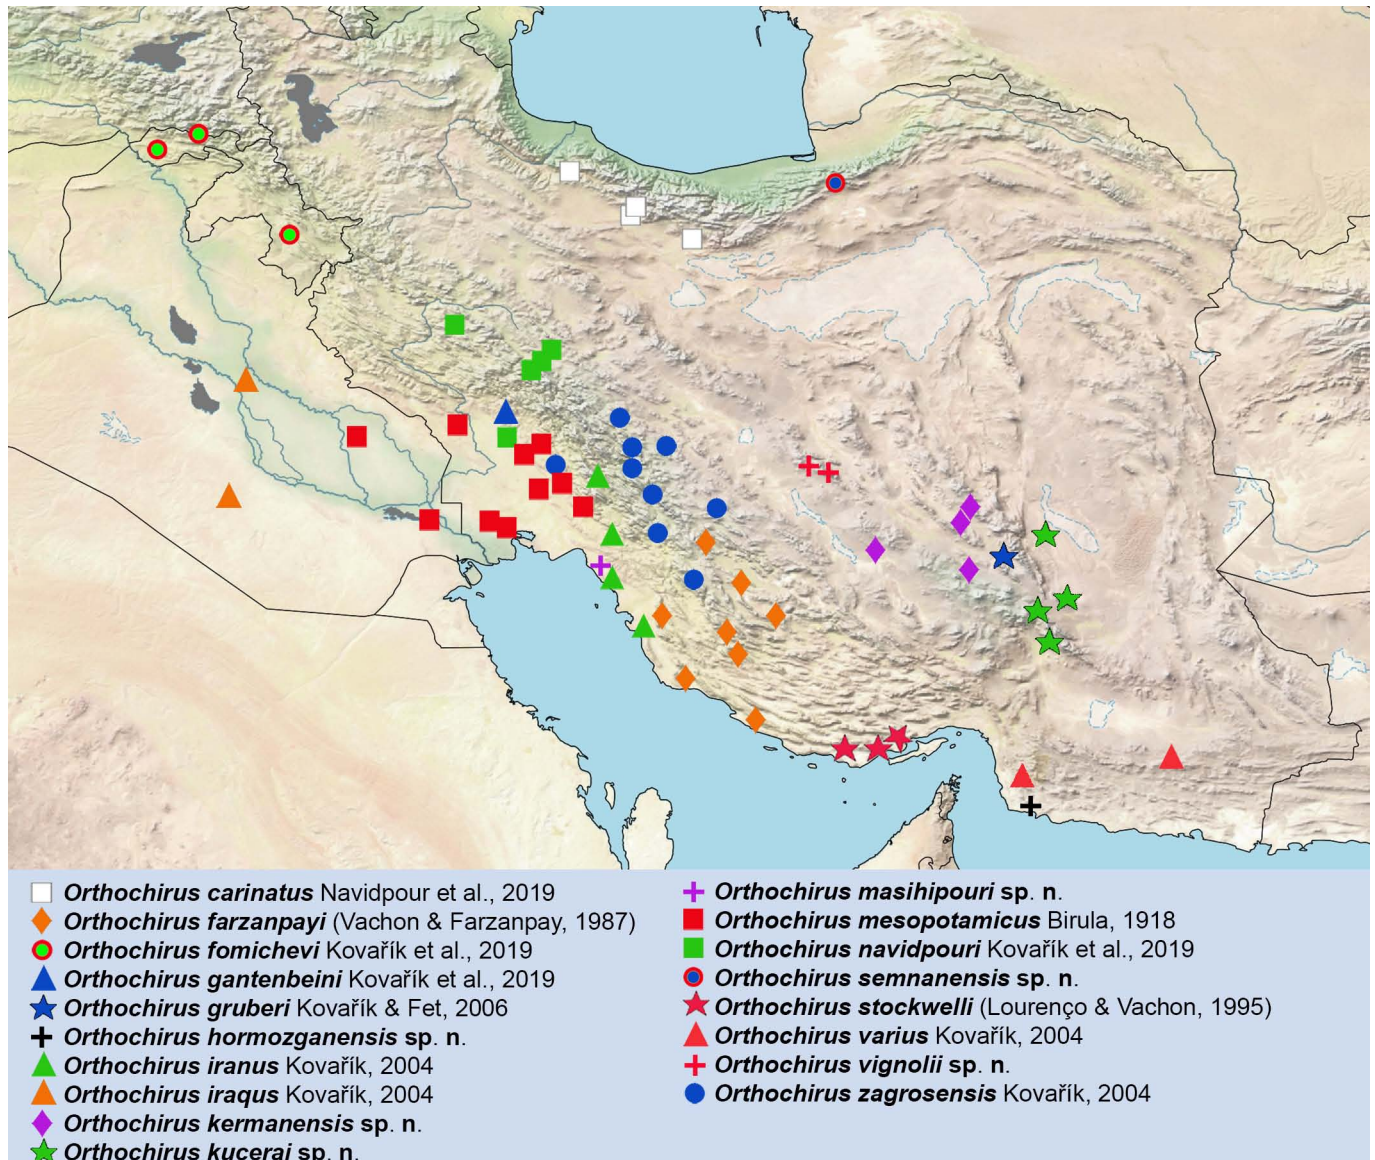 Orthochirus carinatus Navidpour et al., 2019
Orthochirus farzanpayi (Vachon & Farzanpay, 1987)
Orthochirus fomichevi Kovařík et al., 2019
Orthochirus gantenbeini Kovařík et al., 2019
Orthochirus gruberi Kovařík & Fet, 2006
Orthochirus hormozganensis sp. n.
Orthochirus iranus Kovařík, 2004
Orthochirus iraqus Kovařík, 2004
Orthochirus kermanensis sp. n.
Orthochirus kucerai sp. n.
Orthochirus masihipouri sp. n.
Orthochirus mesopotamicus Birula, 1918
Orthochirus navidpouri Kovařík et al., 2019
Orthochirus semnanensis sp. n.
Orthochirus stockwelli (Lourenço & Vachon, 1995)
Orthochirus varius Kovařík, 2004
Orthochirus vignolii sp. n.
Orthochirus zagrosensis Kovařík, 2004